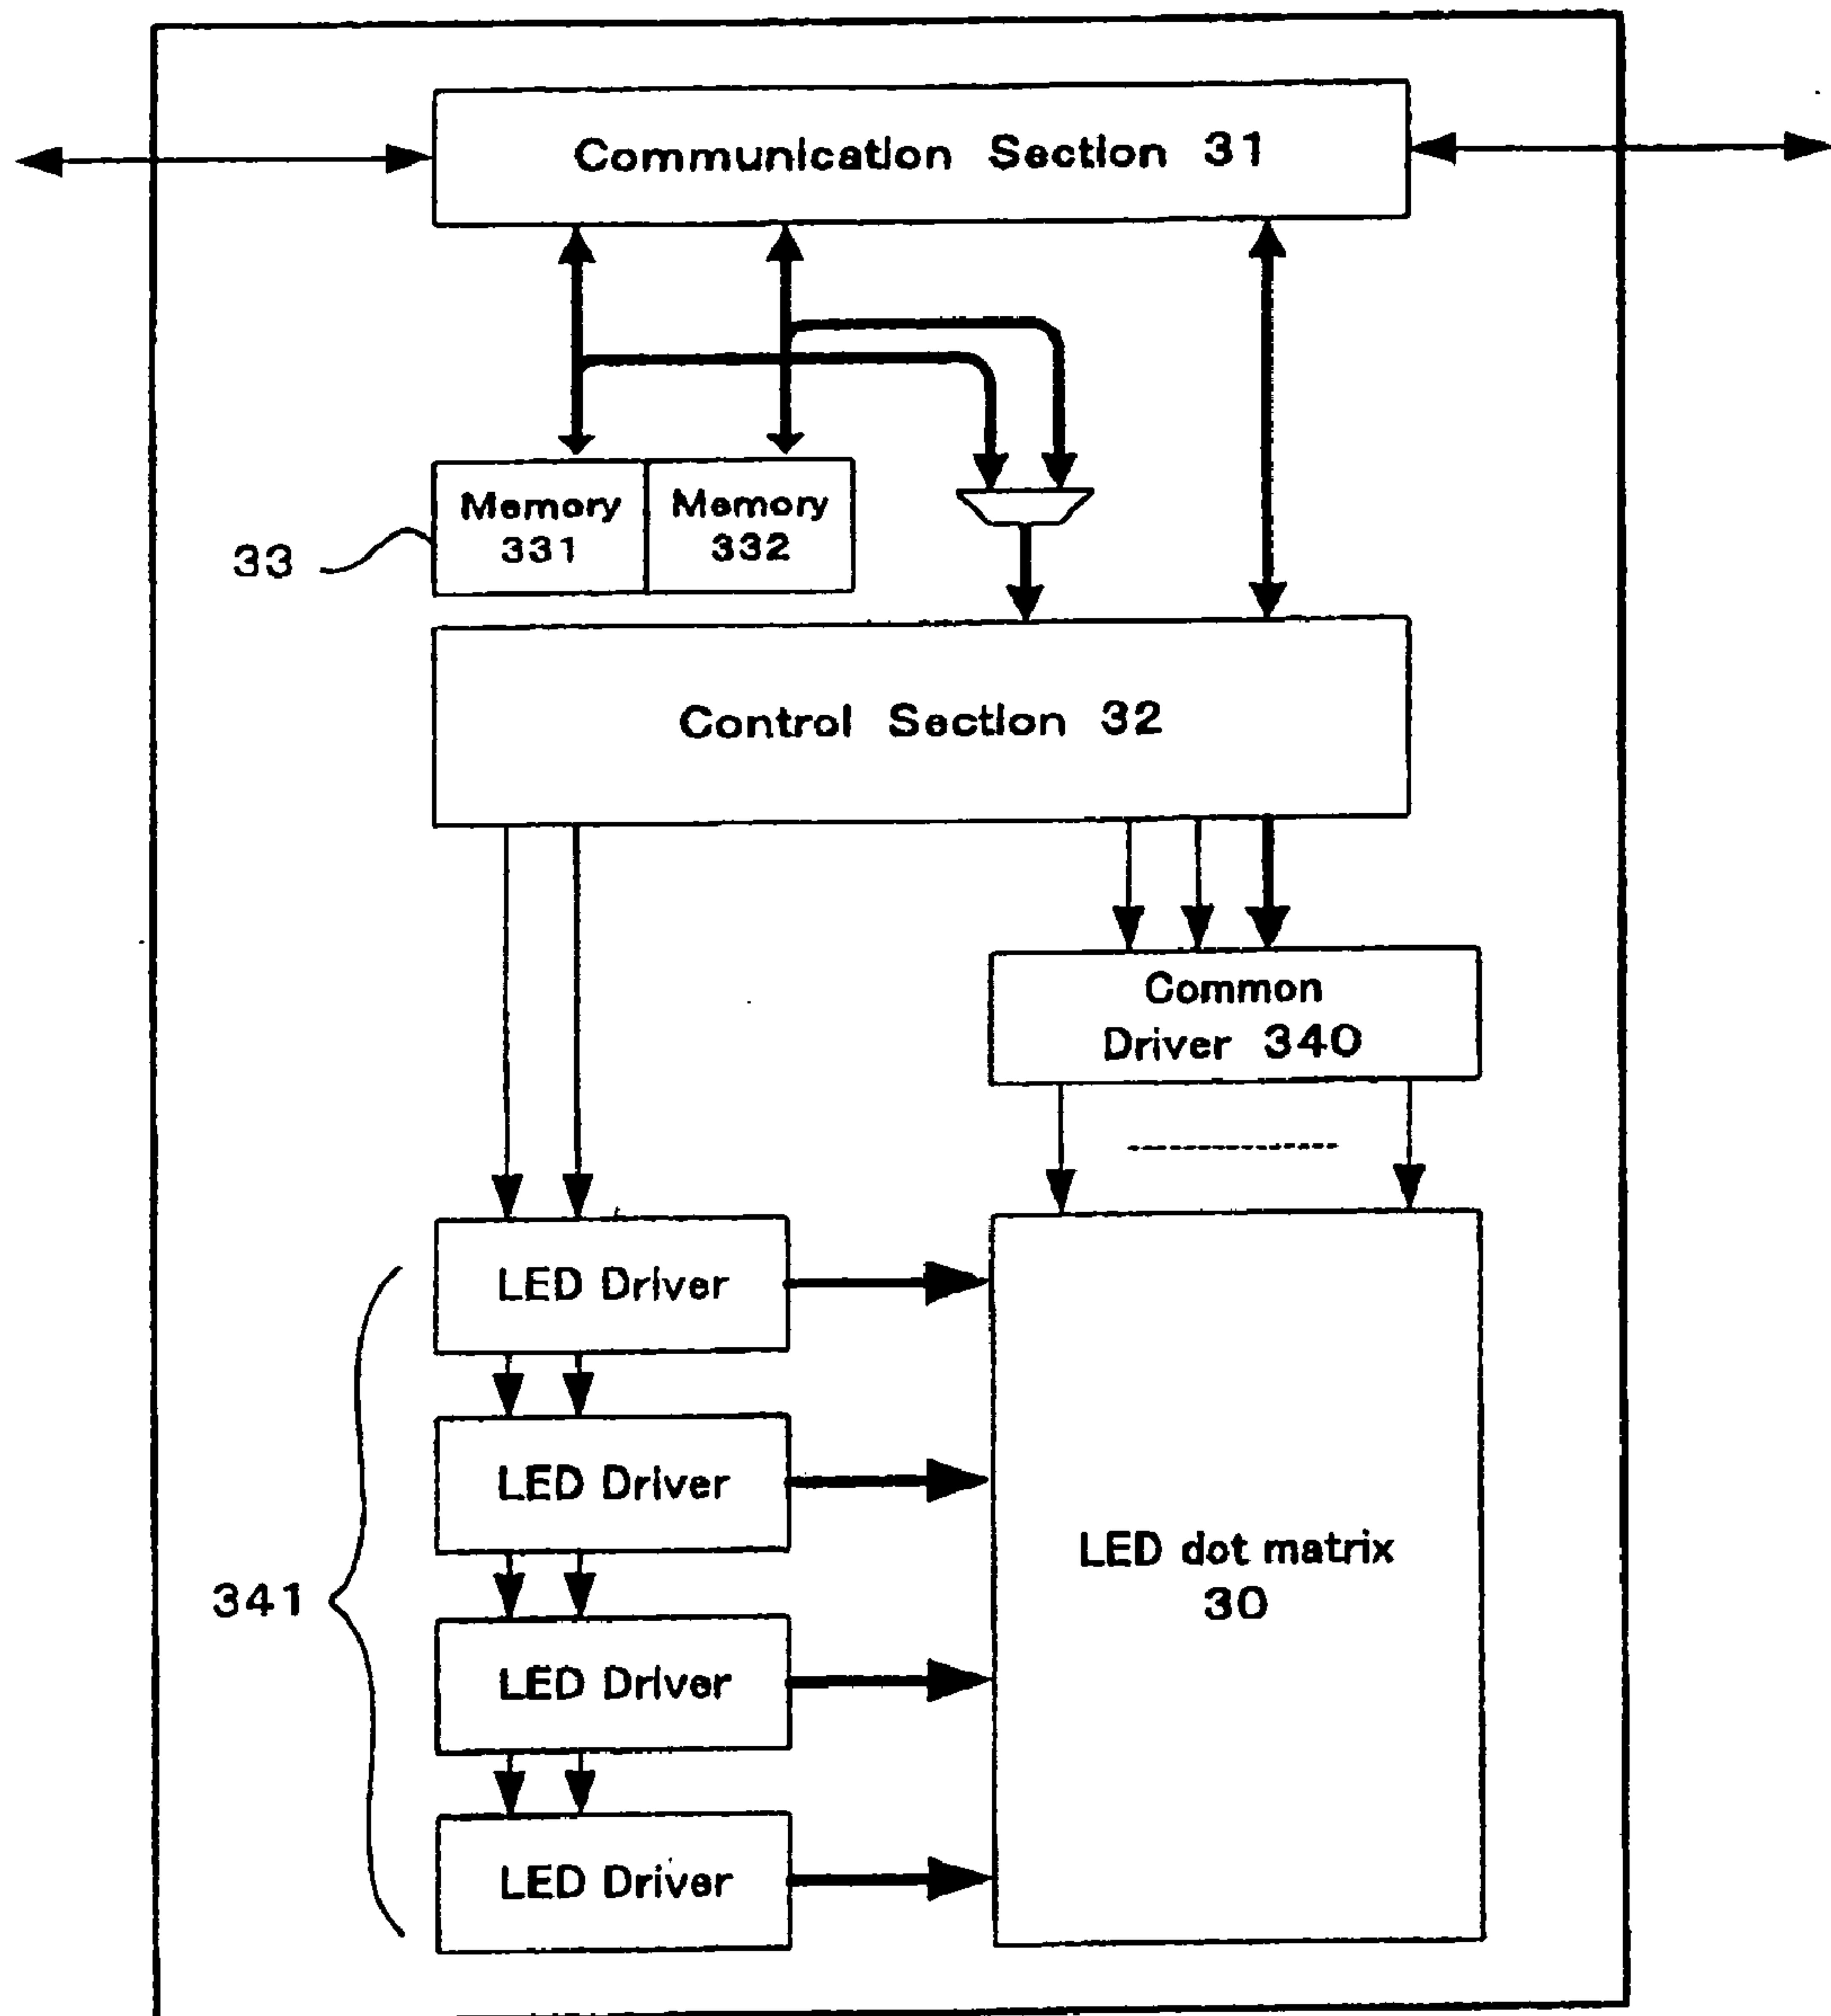 Communication Section 31
Memory
331
Memory
332
33
Control Section 32
Common
Driver 340
LED Driver
LED Driver
LED dot matrix
30
341
LED Driver
LED Driver